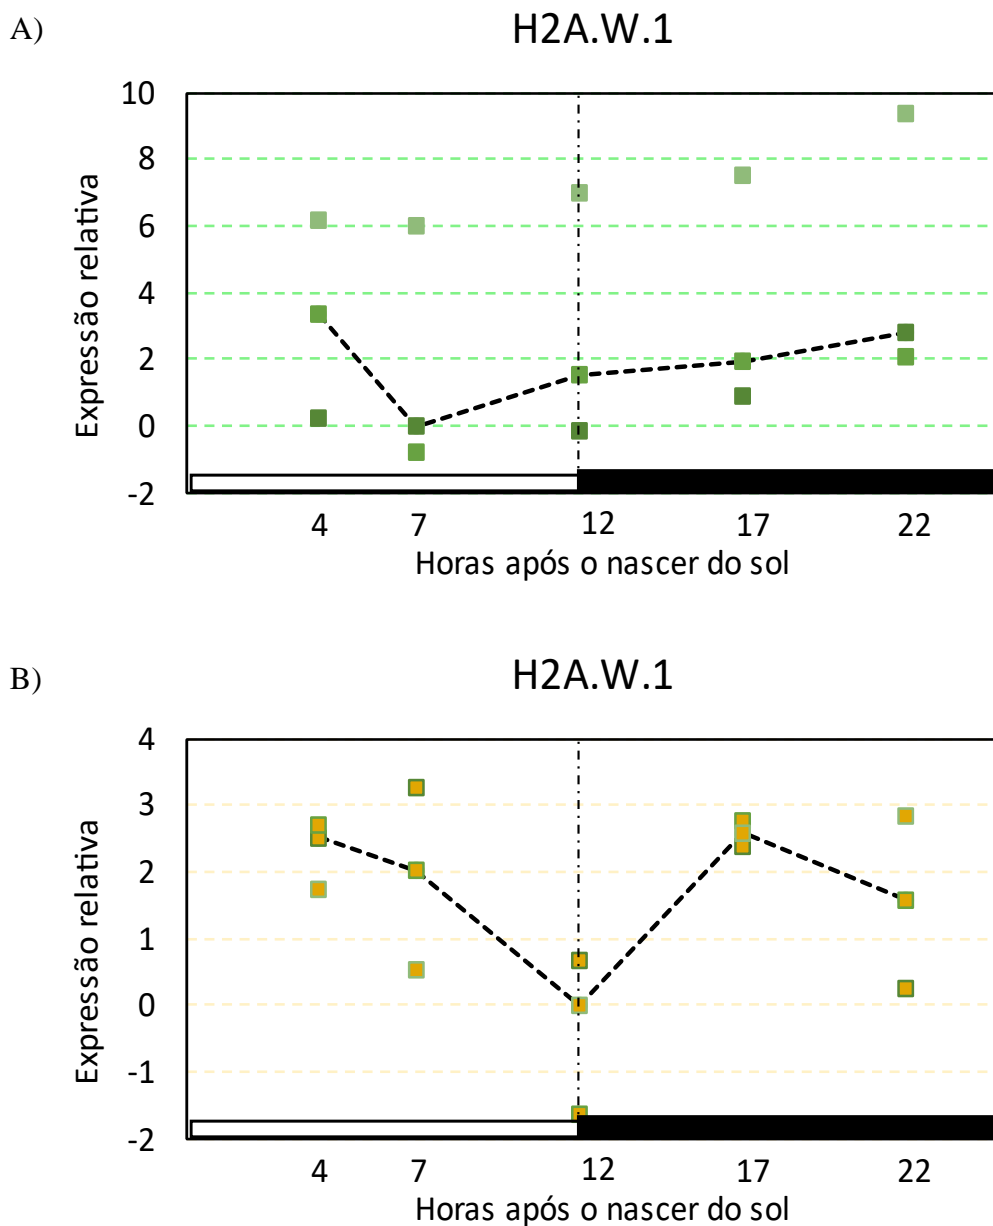 A)
H2A.W.1
10
8
6
4
2
0
-2
Expressão relativa
4 7 12 17 22
Horas após o nascer do sol
B)
H2A.W.1
4
3
2
1
0
-1
-2
Expressão relativa
4 7 12 17 22
Horas após o nascer do sol